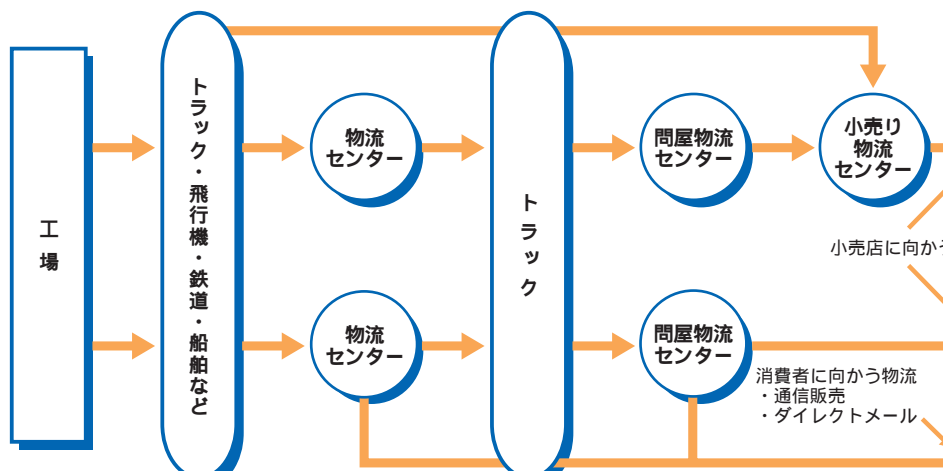 工場
トラック・飛行機・鉄道・船舶など
物流
センター
物流
センター
トラック
問屋物流
センター
問屋物流
センター
小売り
物流
センター
小売店に向かう
消費者に向かう物流
・通信販売
・ダイレクトメール